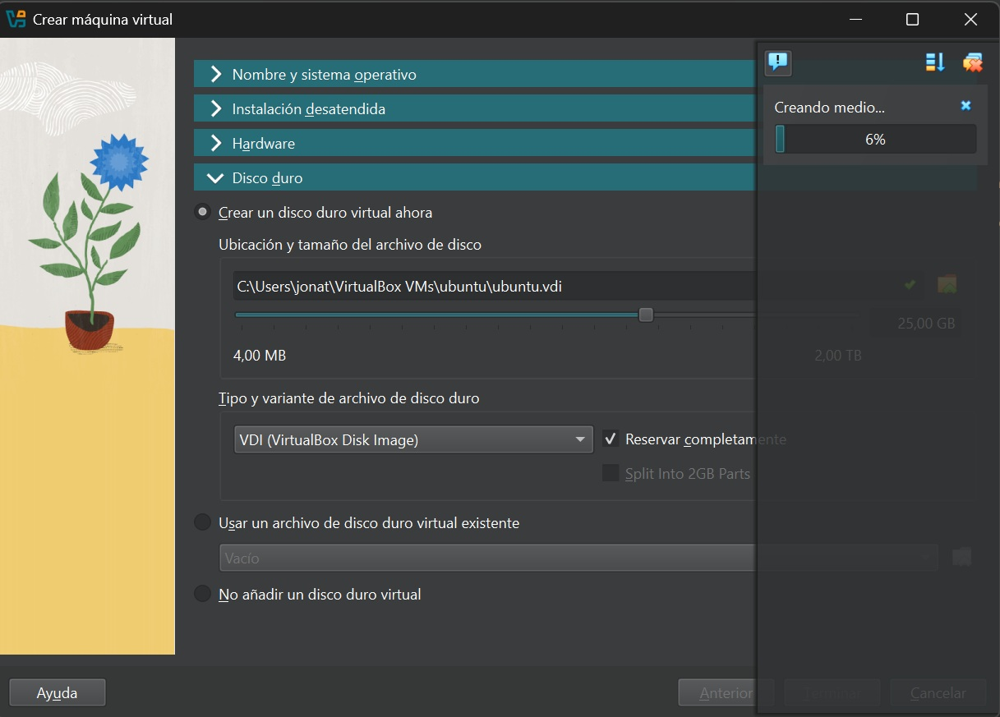 Crear máquina virtual
Nombre y sistema operativo
Instalación desatendida
Hardware
Disco duro
Crear un disco duro virtual ahora
Ubicación y tamaño del archivo de disco
C:\Users\jonat\VirtualBox VMs\ubuntu\ubuntu.vdi
25,00 GB
4,00 MB
2,00 TB
Tipo y variante de archivo de disco duro
VDI (VirtualBox Disk Image)
Reservar completamente
Split Into 2GB Parts
Usar un archivo de disco duro virtual existente
Vacío
No añadir un disco duro virtual
Creando medio...
6%
Ayuda
Anterior
Terminar
Cancelar